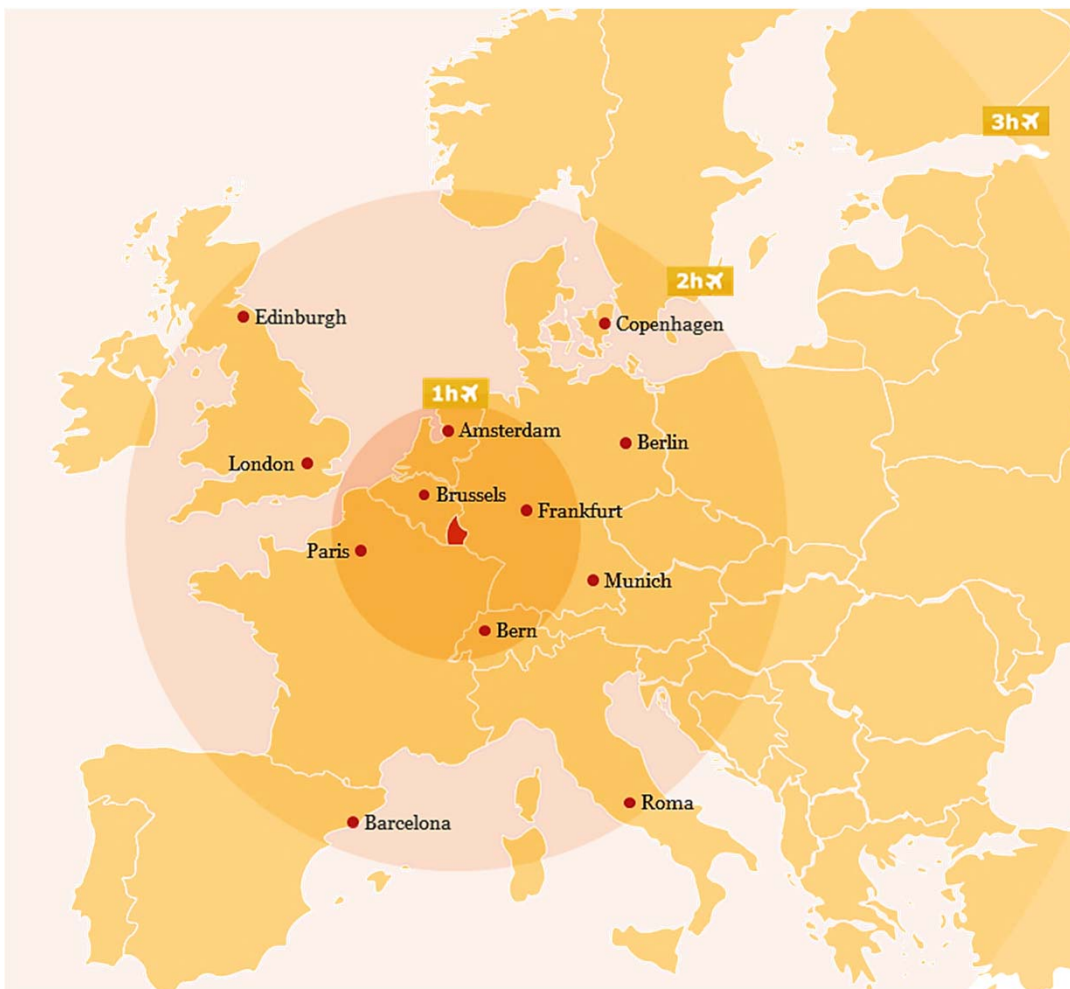 3h
2h
Edinburgh
Copenhagen
1h
Amsterdam
Berlin
London
Brussels
Frankfurt
Paris
Munich
Bern
Roma
Barcelona